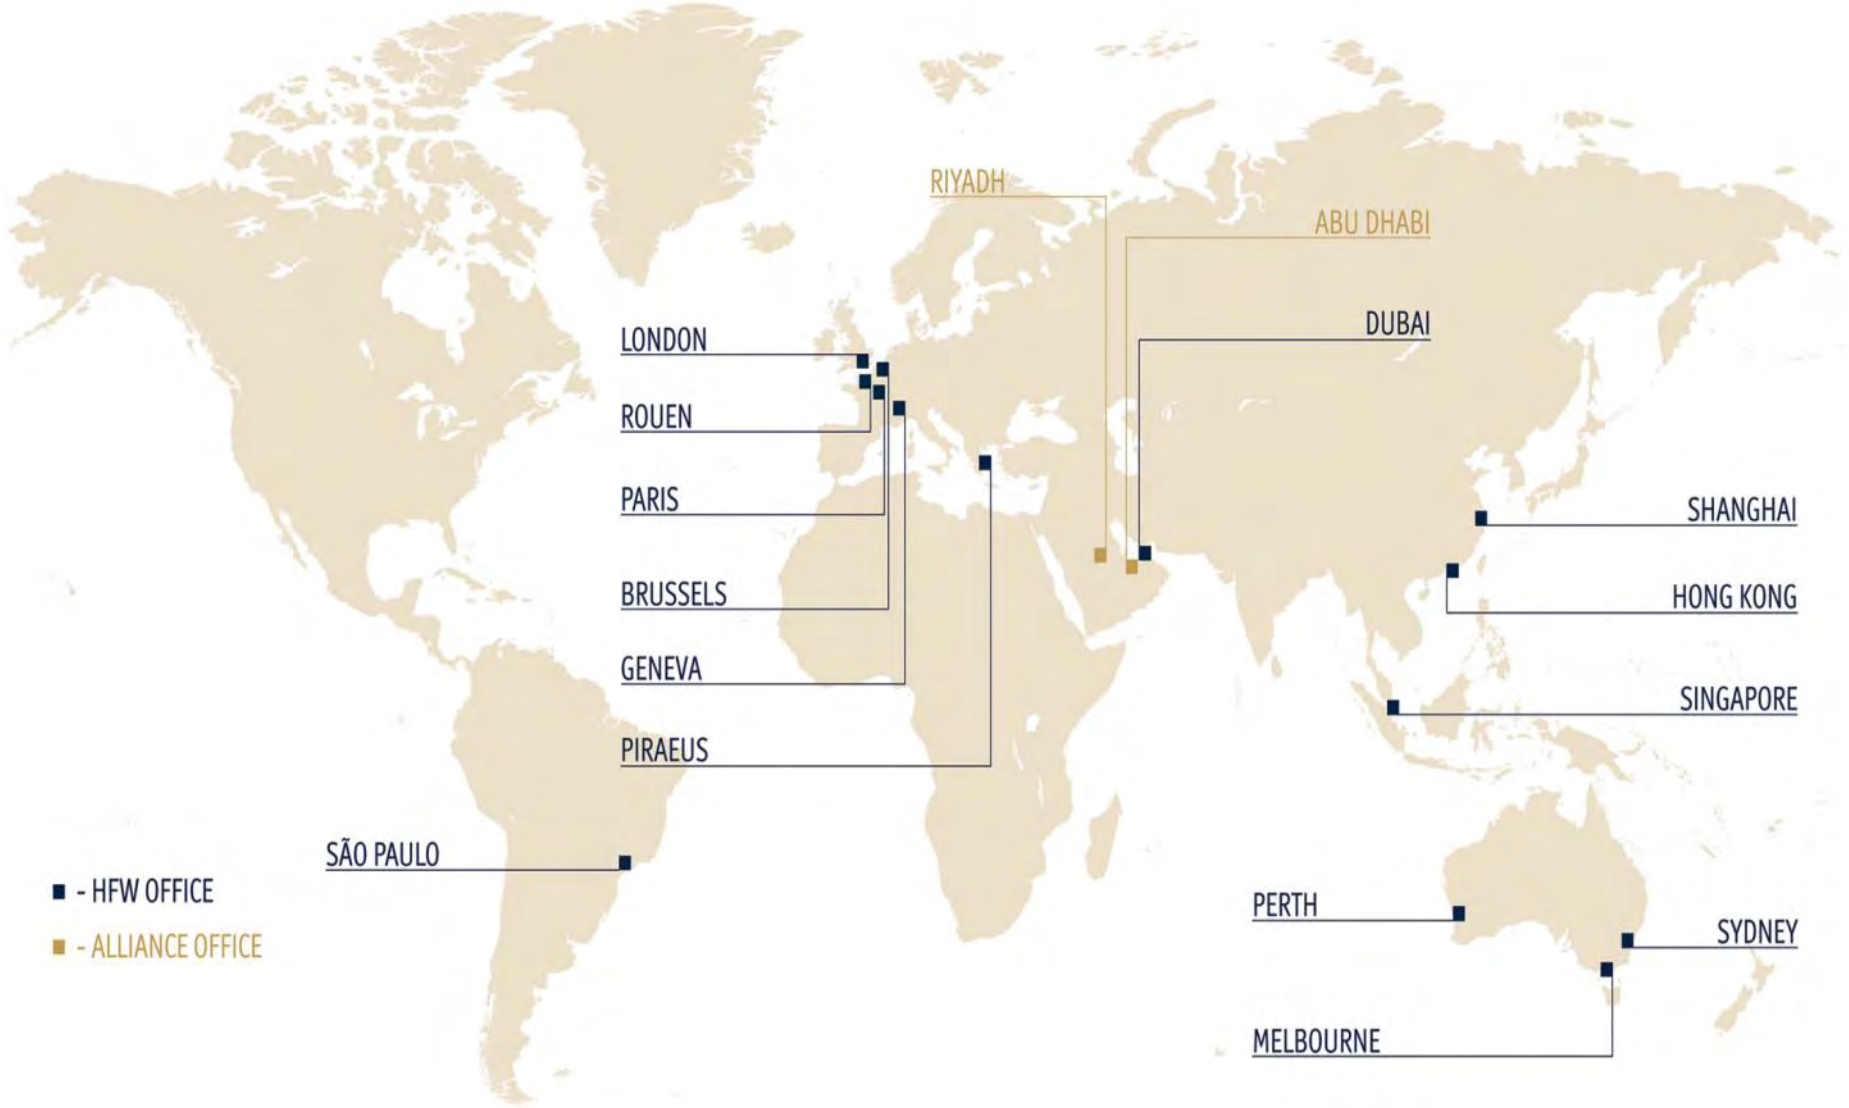 RIYADH
ABU DHABI
DUBAI
LONDON
ROUEN
PARIS
BRUSSELS
GENEVA
PIRAEUS
SHANGHAI
HONG KONG
SINGAPORE
SÃO PAULO
PERTH
SYDNEY
MELBOURNE
- HFW OFFICE
- ALLIANCE OFFICE